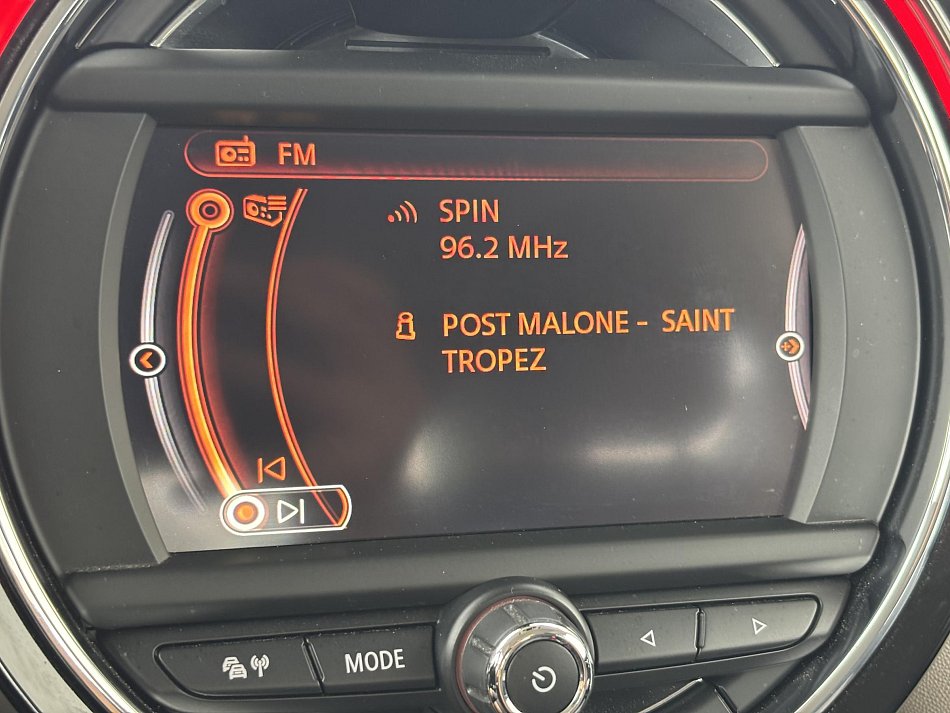 FM
SPIN
96.2 MHz
POST MALONE - SAINT
TROPEZ
MODE